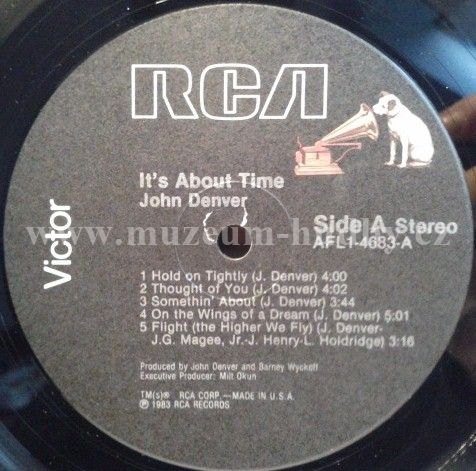 RCA
Victor
It's About Time
John Denver
Side A Stereo
AFL1-4683-A
1 Hold on Tightly (J. Denver) 4:00
2 Thought of You (J. Denver) 4:02
3 Somethin' About (J. Denver) 3:44
4 On the Wings of a Dream (J. Denver) 5:01
5 Flight (the Higher We Fly) (J. Denver-
J.G. Magee, Jr.-J. Henry-L. Holdridge) 3:16
Produced by John Denver and Barney Wyckoff
Executive Producer: Milt Okun
TM(s)® RCA CORP.—MADE IN U.S.A.
℗ 1983 RCA RECORDS